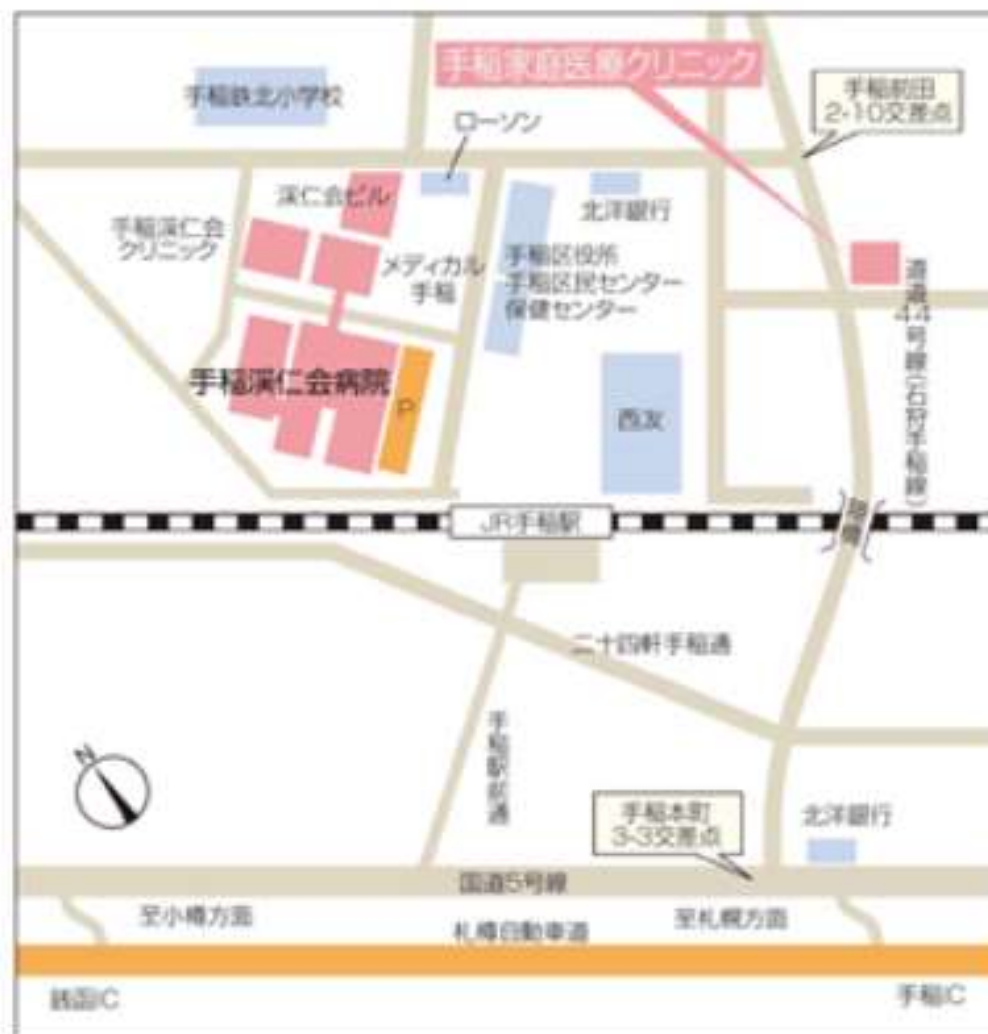 手稲家庭医療クリニック
手稲前田
2-10交差点
手稲鉄北小学校
ローソン
渓仁会ビル
北洋銀行
手稲渓仁会
クリニック
メディカル
手稲
手稲区役所
手稲区民センター
保健センター
道道44号線(石狩手稲線)
手稲渓仁会病院
P
西友
JR手稲駅
二十四軒手稲通
手稲駅前通
N
手稲本町
3-3交差点
北洋銀行
国道5号線
至小樽方面
札樽自動車道
至札幌方面
銭函IC
手稲IC